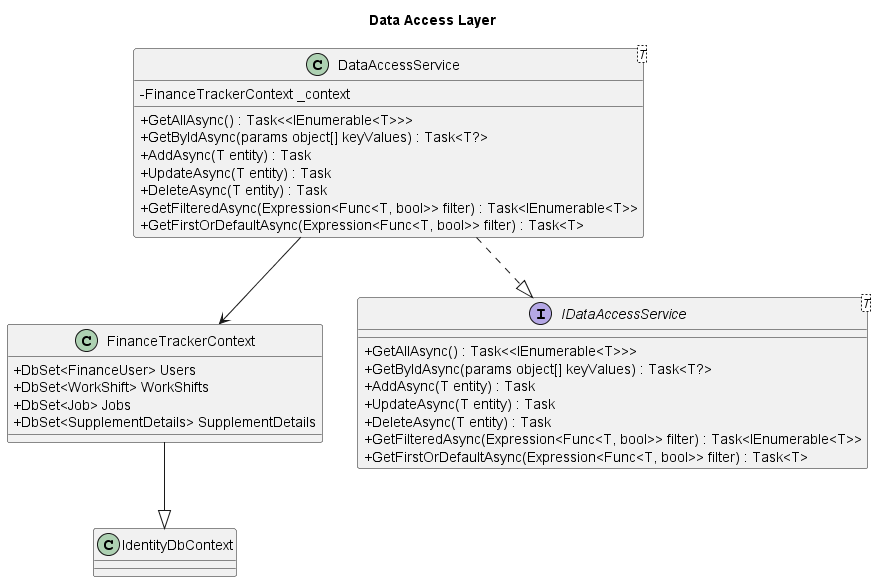 Data Access Layer
C DataAccessService
T
-FinanceTrackerContext _context
+GetAllAsync() : Task<<IEnumerable<T>>>
+GetByIdAsync(params object[] keyValues) : Task<T?>
+AddAsync(T entity) : Task
+UpdateAsync(T entity) : Task
+DeleteAsync(T entity) : Task
+GetFilteredAsync(Expression<Func<T, bool>> filter) : Task<IEnumerable<T>>
+GetFirstOrDefaultAsync(Expression<Func<T, bool>> filter) : Task<T>
C FinanceTrackerContext
+DbSet<FinanceUser> Users
+DbSet<WorkShift> WorkShifts
+DbSet<Job> Jobs
+DbSet<SupplementDetails> SupplementDetails
I IDataAccessService
T
+GetAllAsync() : Task<<IEnumerable<T>>>
+GetByIdAsync(params object[] keyValues) : Task<T?>
+AddAsync(T entity) : Task
+UpdateAsync(T entity) : Task
+DeleteAsync(T entity) : Task
+GetFilteredAsync(Expression<Func<T, bool>> filter) : Task<IEnumerable<T>>
+GetFirstOrDefaultAsync(Expression<Func<T, bool>> filter) : Task<T>
C IdentityDbContext